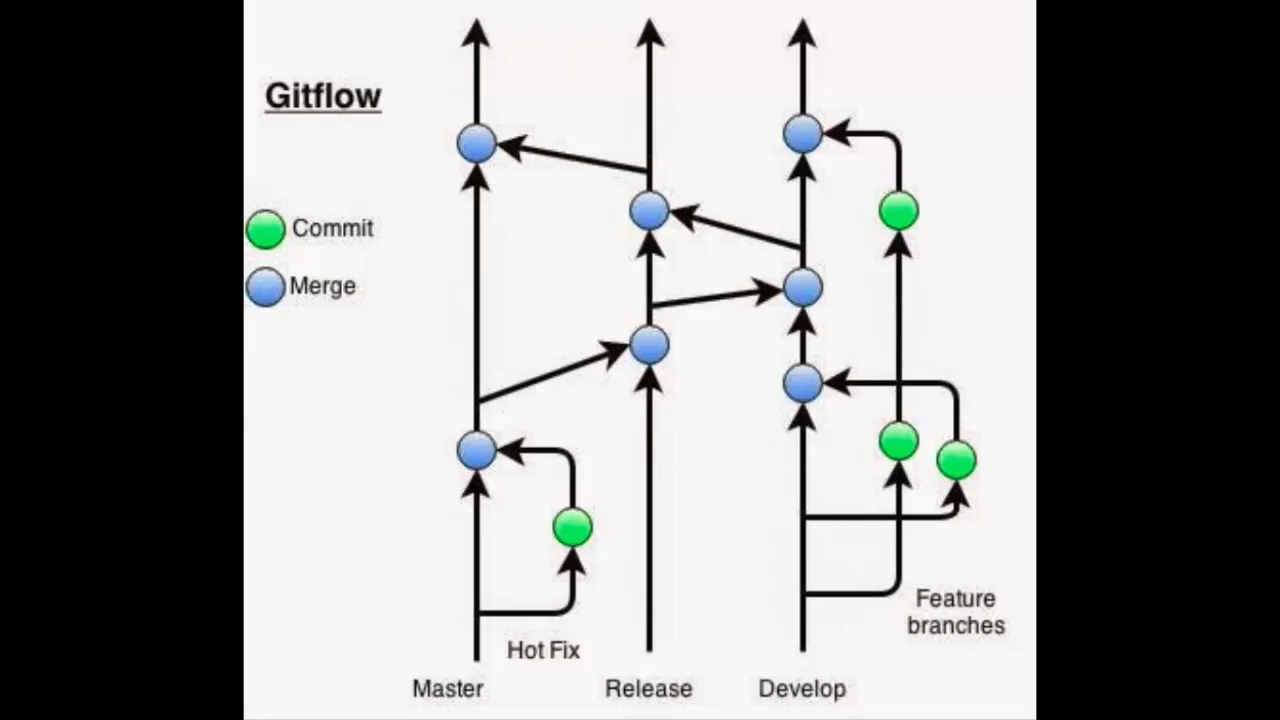 Gitflow
Commit
Merge
Feature
branches
Hot Fix
Master
Release
Develop